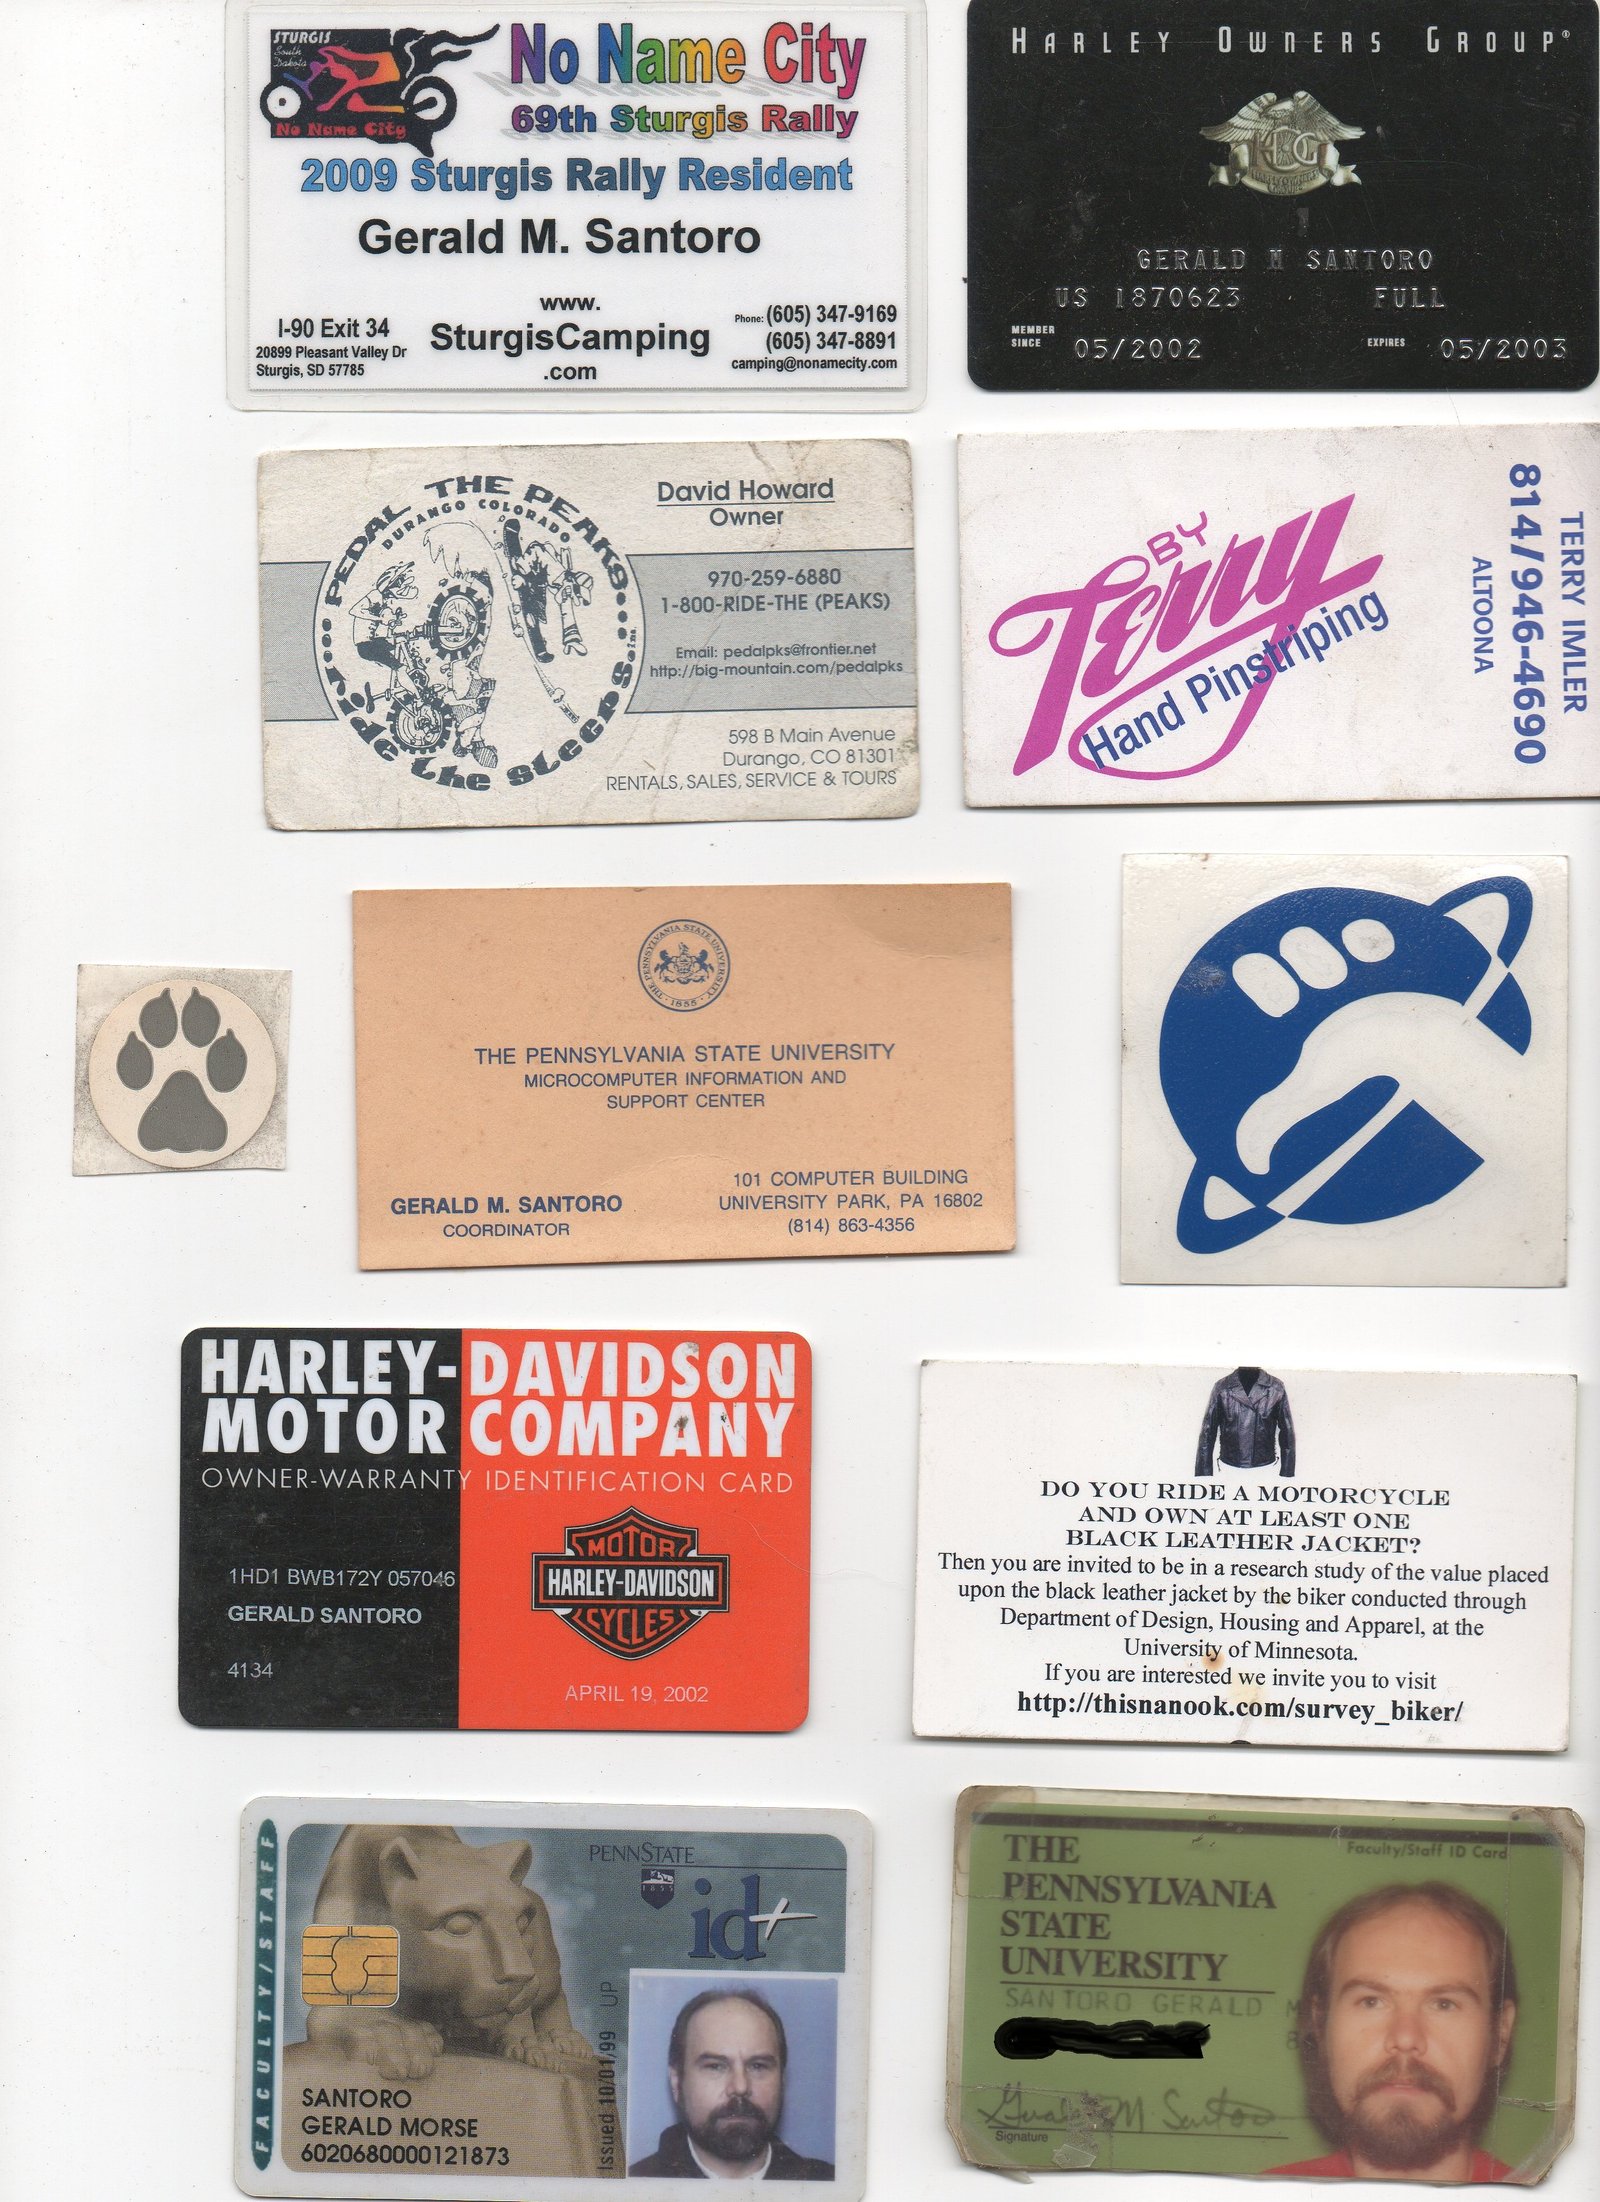 STURGIS
South
Dakota
No Name City
No Name City
69th Sturgis Rally
2009 Sturgis Rally Resident
Gerald M. Santoro
I-90 Exit 34
20899 Pleasant Valley Dr
Sturgis, SD 57785
www.
SturgisCamping
.com
Phone: (605) 347-9169
(605) 347-8891
camping@nonamecity.com
HARLEY OWNERS GROUP®
HOG
GERALD M SANTORO
US 1870623 FULL
MEMBER SINCE 05/2002 EXPIRES 05/2003
PEDAL THE PEAKS.....
DURANGO COLORADO
....ride the steeps... inc
David Howard
Owner
970-259-6880
1-800-RIDE-THE (PEAKS)
Email: pedalpks@frontier.net
http://big-mountain.com/pedalpks
598 B Main Avenue
Durango, CO 81301
RENTALS, SALES, SERVICE & TOURS
BY
Terry
Hand Pinstriping
TERRY IMLER
814/946-4690
ALTOONA
THE PENNSYLVANIA STATE UNIVERSITY
1855
THE PENNSYLVANIA STATE UNIVERSITY
MICROCOMPUTER INFORMATION AND
SUPPORT CENTER
GERALD M. SANTORO
COORDINATOR
101 COMPUTER BUILDING
UNIVERSITY PARK, PA 16802
(814) 863-4356
HARLEY-DAVIDSON
MOTOR COMPANY
OWNER-WARRANTY IDENTIFICATION CARD
1HD1 BWB172Y 057046
GERALD SANTORO
4134
MOTOR
HARLEY-DAVIDSON
CYCLES
APRIL 19, 2002
DO YOU RIDE A MOTORCYCLE
AND OWN AT LEAST ONE
BLACK LEATHER JACKET?
Then you are invited to be in a research study of the value placed
upon the black leather jacket by the biker conducted through
Department of Design, Housing and Apparel, at the
University of Minnesota.
If you are interested we invite you to visit
http://thisnanook.com/survey_biker/
FACULTY/STAFF
PENNSTATE
1855
id+
Issued 10/01/99 UP
SANTORO
GERALD MORSE
6020680000121873
Faculty/Staff ID Card
THE
PENNSYLVANIA
STATE
UNIVERSITY
SANTORO GERALD M
Gerald M Santoro
Signature